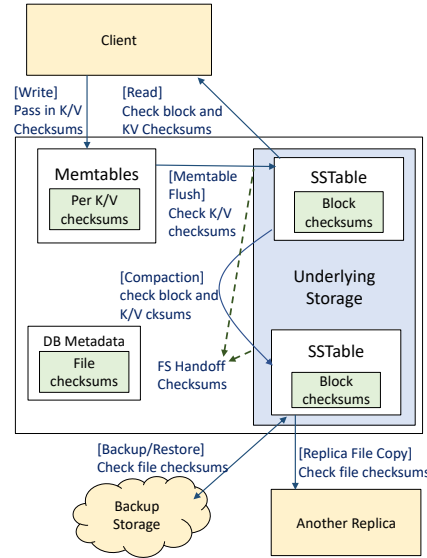 Client
[Write]
Pass in K/V
Checksums
[Read]
Check block and
KV Checksums
Memtables
Per K/V
checksums
[Memtable
Flush]
Check K/V
checksums
SSTable
Block
checksums
[Compaction]
check block and
K/V cksums
Underlying
Storage
DB Metadata
File
checksums
FS Handoff
Checksums
SSTable
Block
checksums
[Backup/Restore]
Check file checksums
[Replica File Copy]
Check file checksums
Backup
Storage
Another Replica